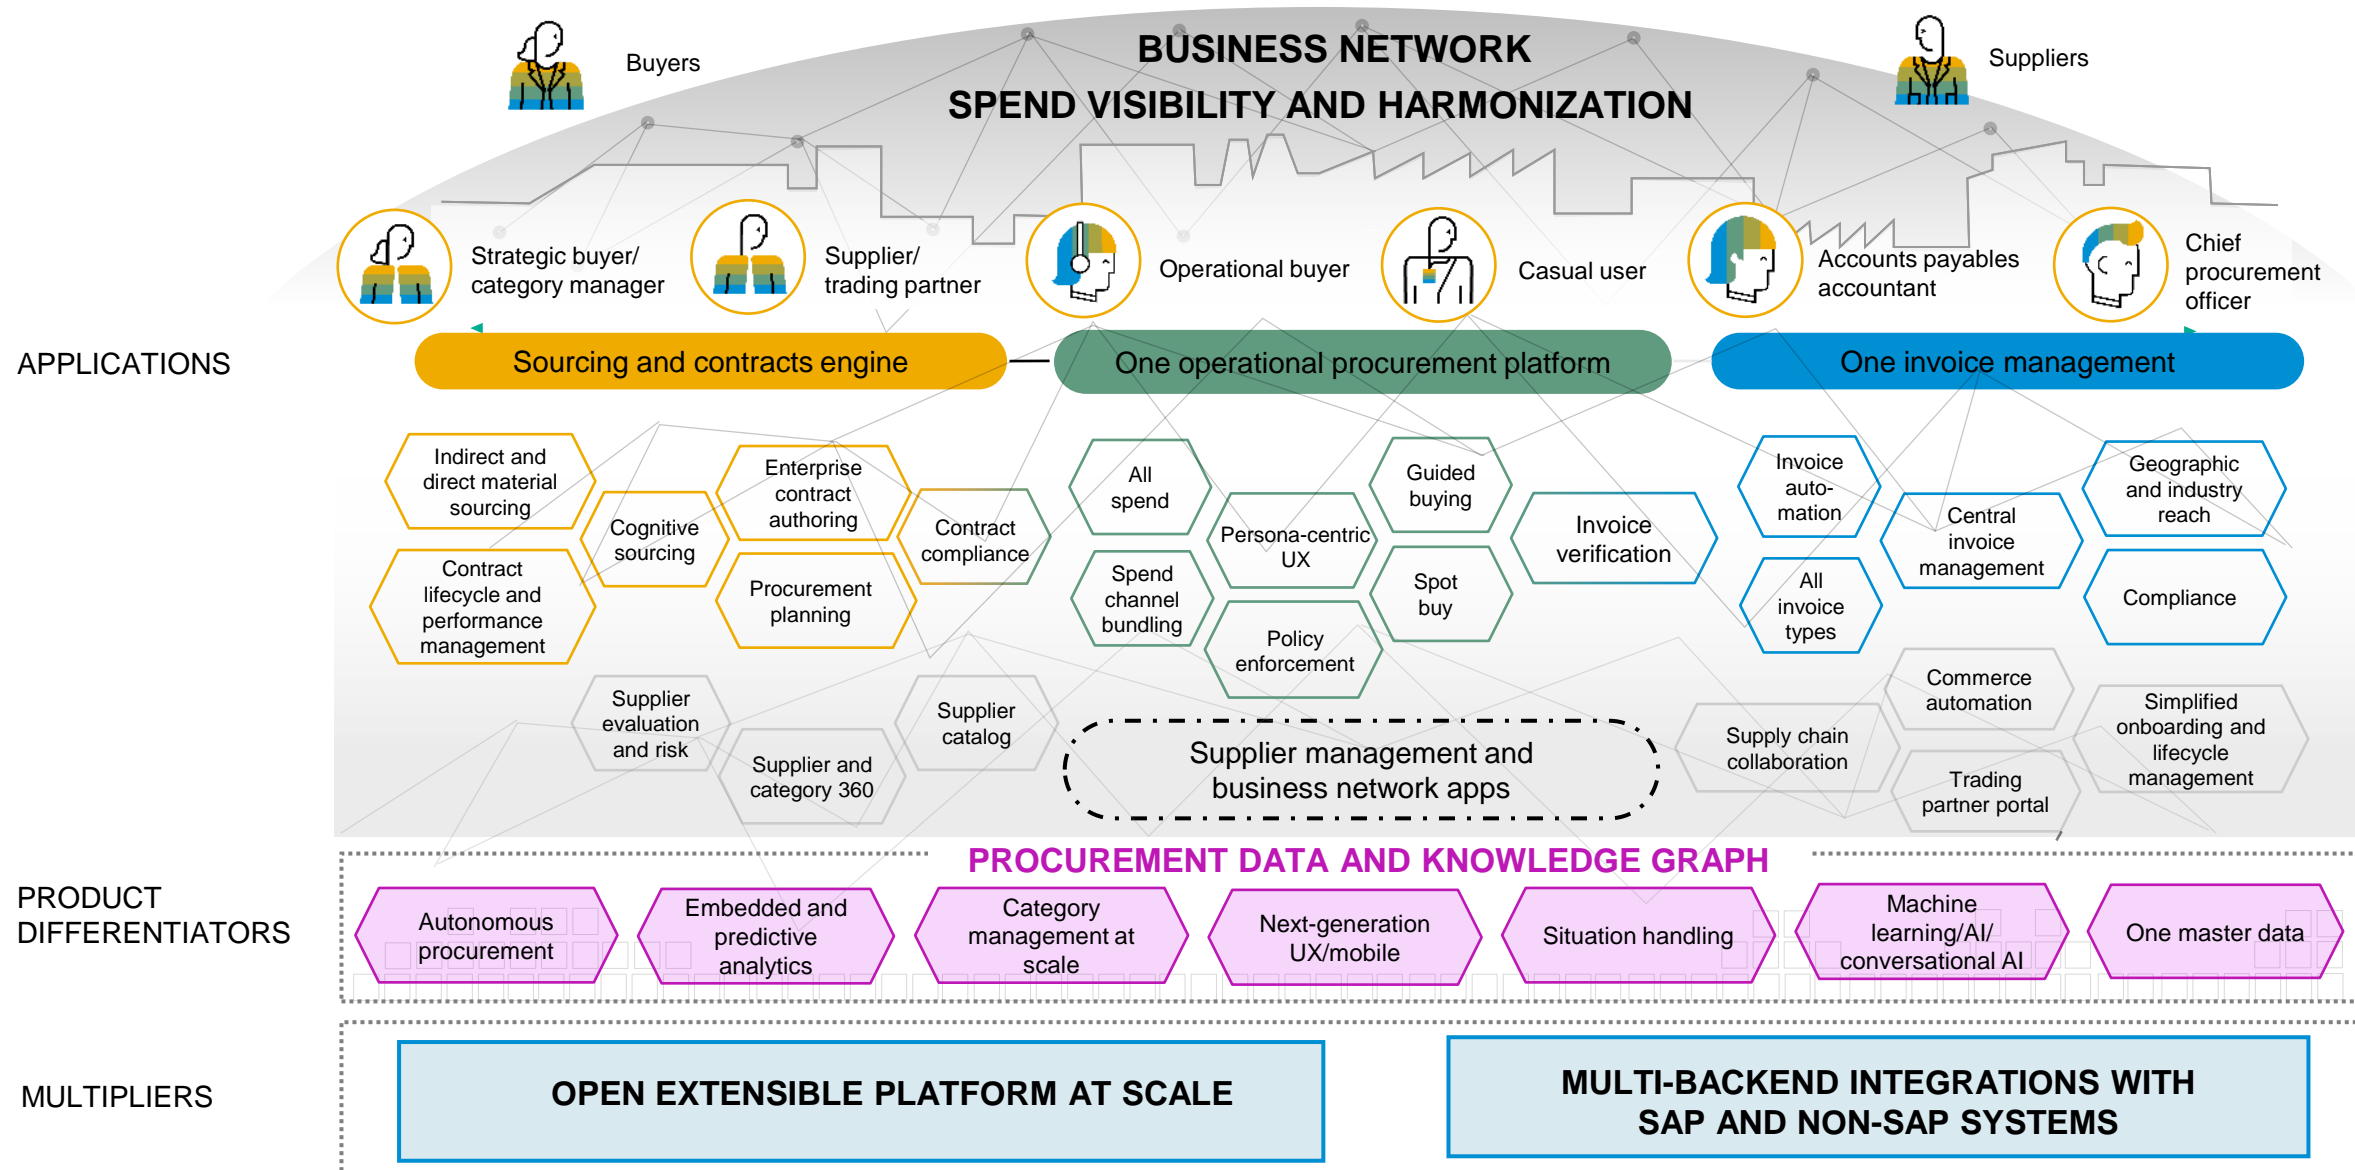 Buyers
BUSINESS NETWORK
SPEND VISIBILITY AND HARMONIZATION
Suppliers
Strategic buyer/
category manager
Supplier/
trading partner
Operational buyer
Casual user
Accounts payables
accountant
Chief
procurement
officer
APPLICATIONS
Sourcing and contracts engine
One operational procurement platform
One invoice management
Indirect and
direct material
sourcing
Cognitive
sourcing
Enterprise
contract
authoring
Contract
compliance
Contract
lifecycle and
performance
management
Procurement
planning
All
spend
Persona-centric
UX
Guided
buying
Invoice
verification
Spend
channel
bundling
Policy
enforcement
Spot
buy
Invoice
auto-
mation
Central
invoice
management
Geographic
and industry
reach
All
invoice
types
Compliance
Supplier
evaluation
and risk
Supplier and
category 360
Supplier
catalog
Supplier management and
business network apps
Supply chain
collaboration
Commerce
automation
Trading
partner portal
Simplified
onboarding and
lifecycle
management
PROCUREMENT DATA AND KNOWLEDGE GRAPH
PRODUCT
DIFFERENTIATORS
Autonomous
procurement
Embedded and
predictive
analytics
Category
management at
scale
Next-generation
UX/mobile
Situation handling
Machine
learning/AI/
conversational AI
One master data
MULTIPLIERS
OPEN EXTENSIBLE PLATFORM AT SCALE
MULTI-BACKEND INTEGRATIONS WITH
SAP AND NON-SAP SYSTEMS